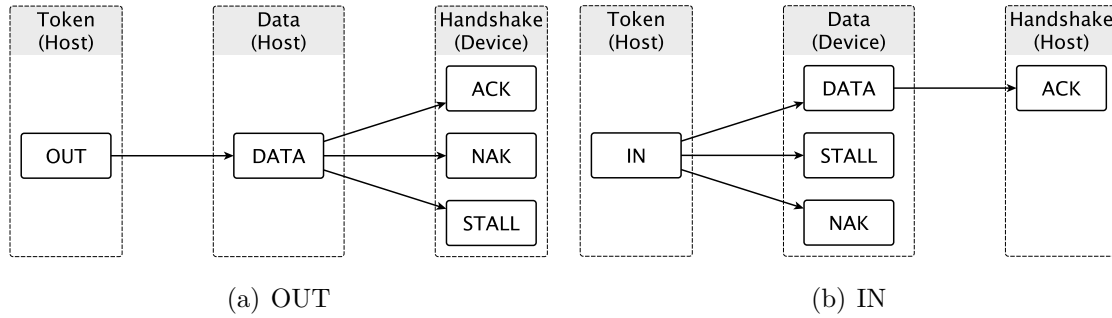 Token
(Host)
Data
(Host)
Handshake
(Device)
OUT
DATA
ACK
NAK
STALL
(a) OUT
Token
(Host)
Data
(Device)
Handshake
(Host)
IN
DATA
STALL
NAK
ACK
(b) IN